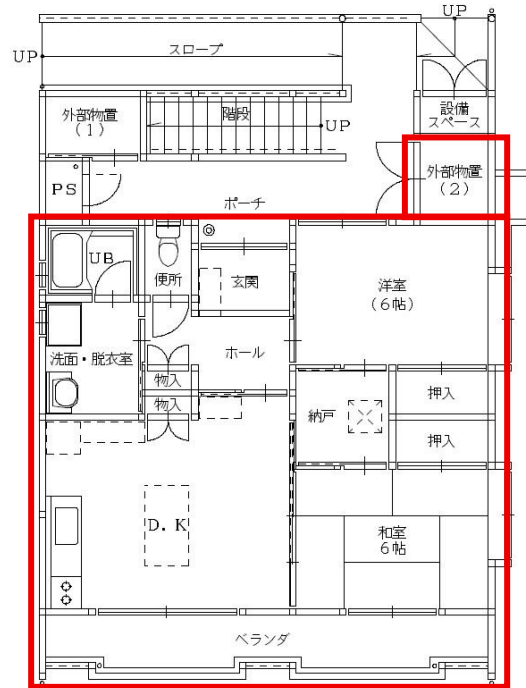 UP
UP
スロープ
外部物置
(1)
階段
UP
設備
スペース
外部物置
(2)
PS
ポーチ
UB
便所
玄関
洋室
(6帖)
洗面・脱衣室
ホール
物入
物入
納戸
押入
押入
D. K
和室
6帖
ベランダ